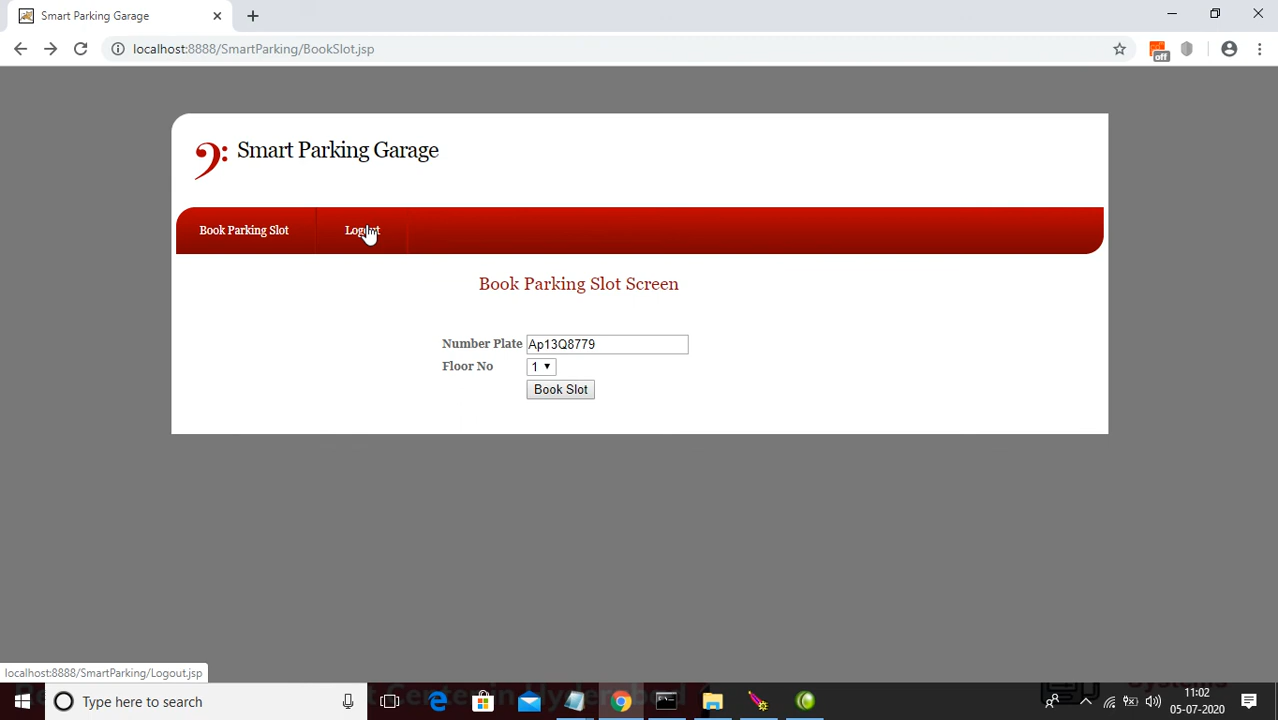 Smart Parking Garage
localhost:8888/SmartParking/BookSlot.jsp
off
Smart Parking Garage
Book Parking Slot
Logout
Book Parking Slot Screen
Number Plate Ap13Q8779
Floor No 1
Book Slot
localhost:8888/SmartParking/Logout.jsp
Type here to search
11:02
05-07-2020